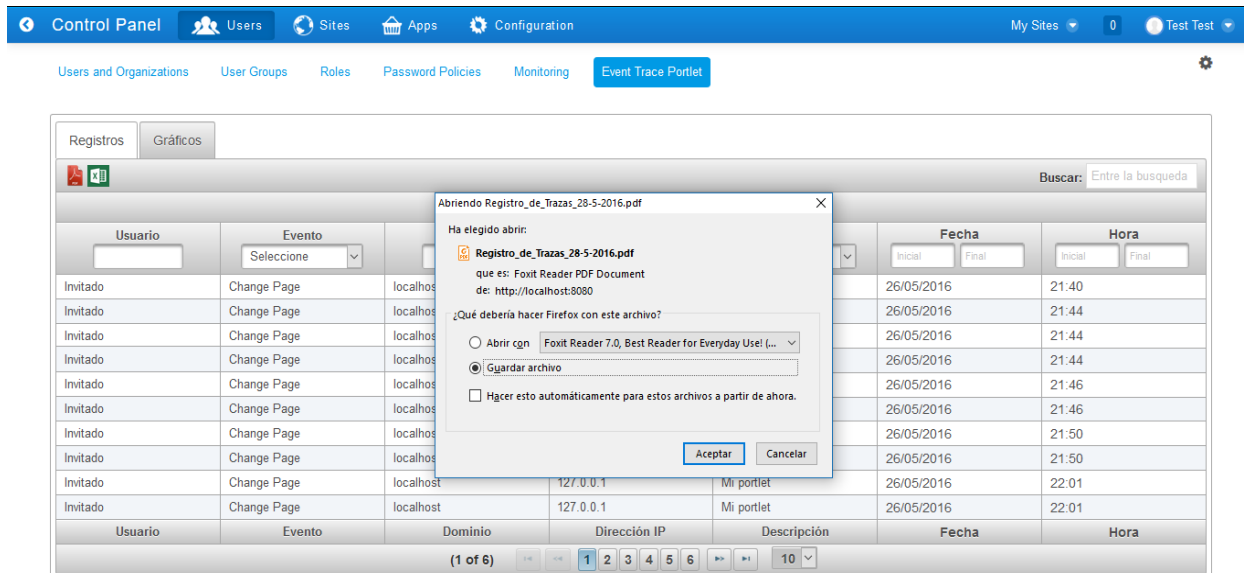 Control Panel Users Sites Apps Configuration My Sites 0 Test Test
Users and Organizations User Groups Roles Password Policies Monitoring Event Trace Portlet
Registros Gráficos
Buscar: Entre la busqueda
Abriendo Registro_de_Trazas_28-5-2016.pdf
Ha elegido abrir:
Registro_de_Trazas_28-5-2016.pdf
que es: Foxit Reader PDF Document
de: http://localhost:8080
¿Qué debería hacer Firefox con este archivo?
Abrir con Foxit Reader 7.0, Best Reader for Everyday Use! (...
Guardar archivo
Hacer esto automáticamente para estos archivos a partir de ahora.
Aceptar Cancelar
Usuario Evento Fecha Hora
Seleccione Inicial Final Inicial Final
Invitado Change Page localhos 26/05/2016 21:40
Invitado Change Page localhos 26/05/2016 21:44
Invitado Change Page localhos 26/05/2016 21:44
Invitado Change Page localhos 26/05/2016 21:44
Invitado Change Page localhos 26/05/2016 21:46
Invitado Change Page localhos 26/05/2016 21:46
Invitado Change Page localhos 26/05/2016 21:50
Invitado Change Page localhos 26/05/2016 21:50
Invitado Change Page localhost 127.0.0.1 Mi portlet 26/05/2016 22:01
Invitado Change Page localhost 127.0.0.1 Mi portlet 26/05/2016 22:01
Usuario Evento Dominio Dirección IP Descripción Fecha Hora
(1 of 6) 1 2 3 4 5 6 10